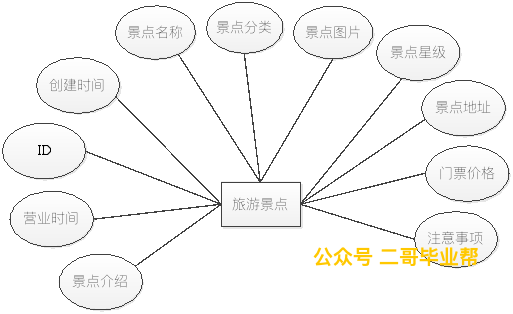 景点名称
景点分类
景点图片
景点星级
创建时间
景点地址
ID
门票价格
旅游景点
营业时间
注意事项
公众号 二哥毕业帮
景点介绍